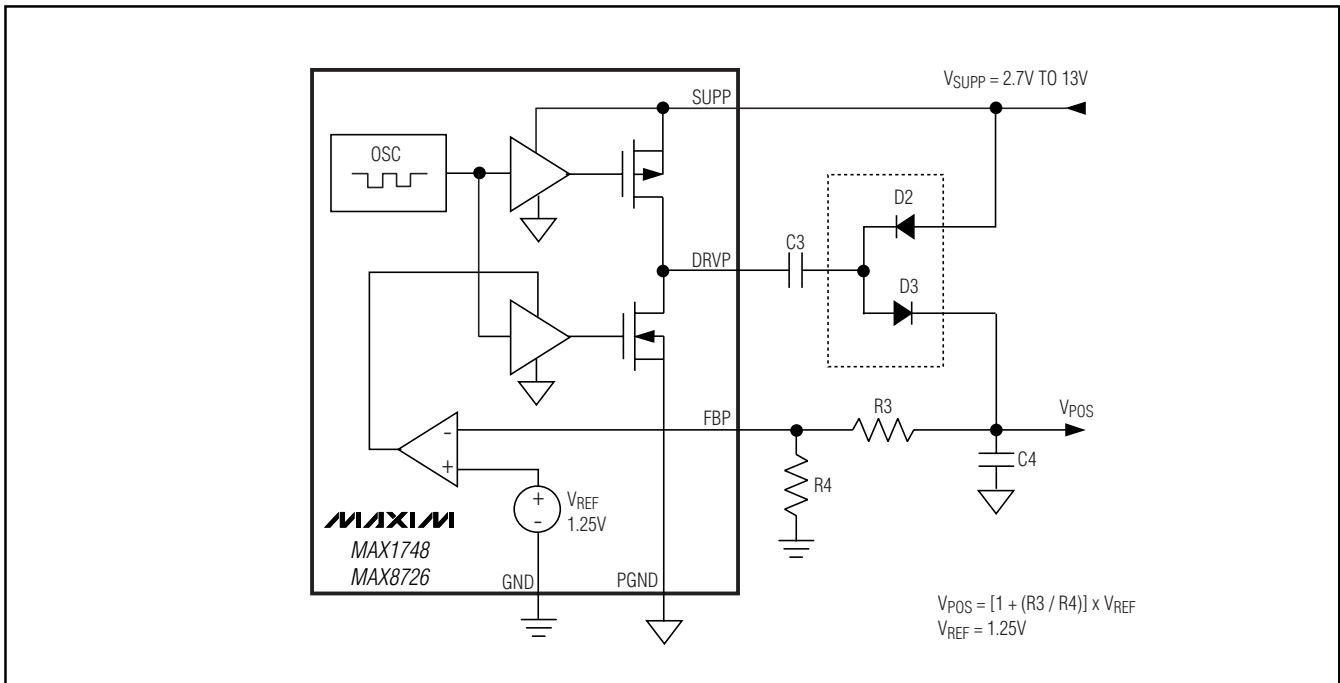 VSUPP = 2.7V TO 13V
SUPP
OSC
D2
C3
DRVP
D3
FBP
R3
VPOS
-
+
R4
C4
+
-
VREF
1.25V
MAXIM
MAX1748
MAX8726
GND
PGND
VPOS = [1 + (R3 / R4)] x VREF
VREF = 1.25V